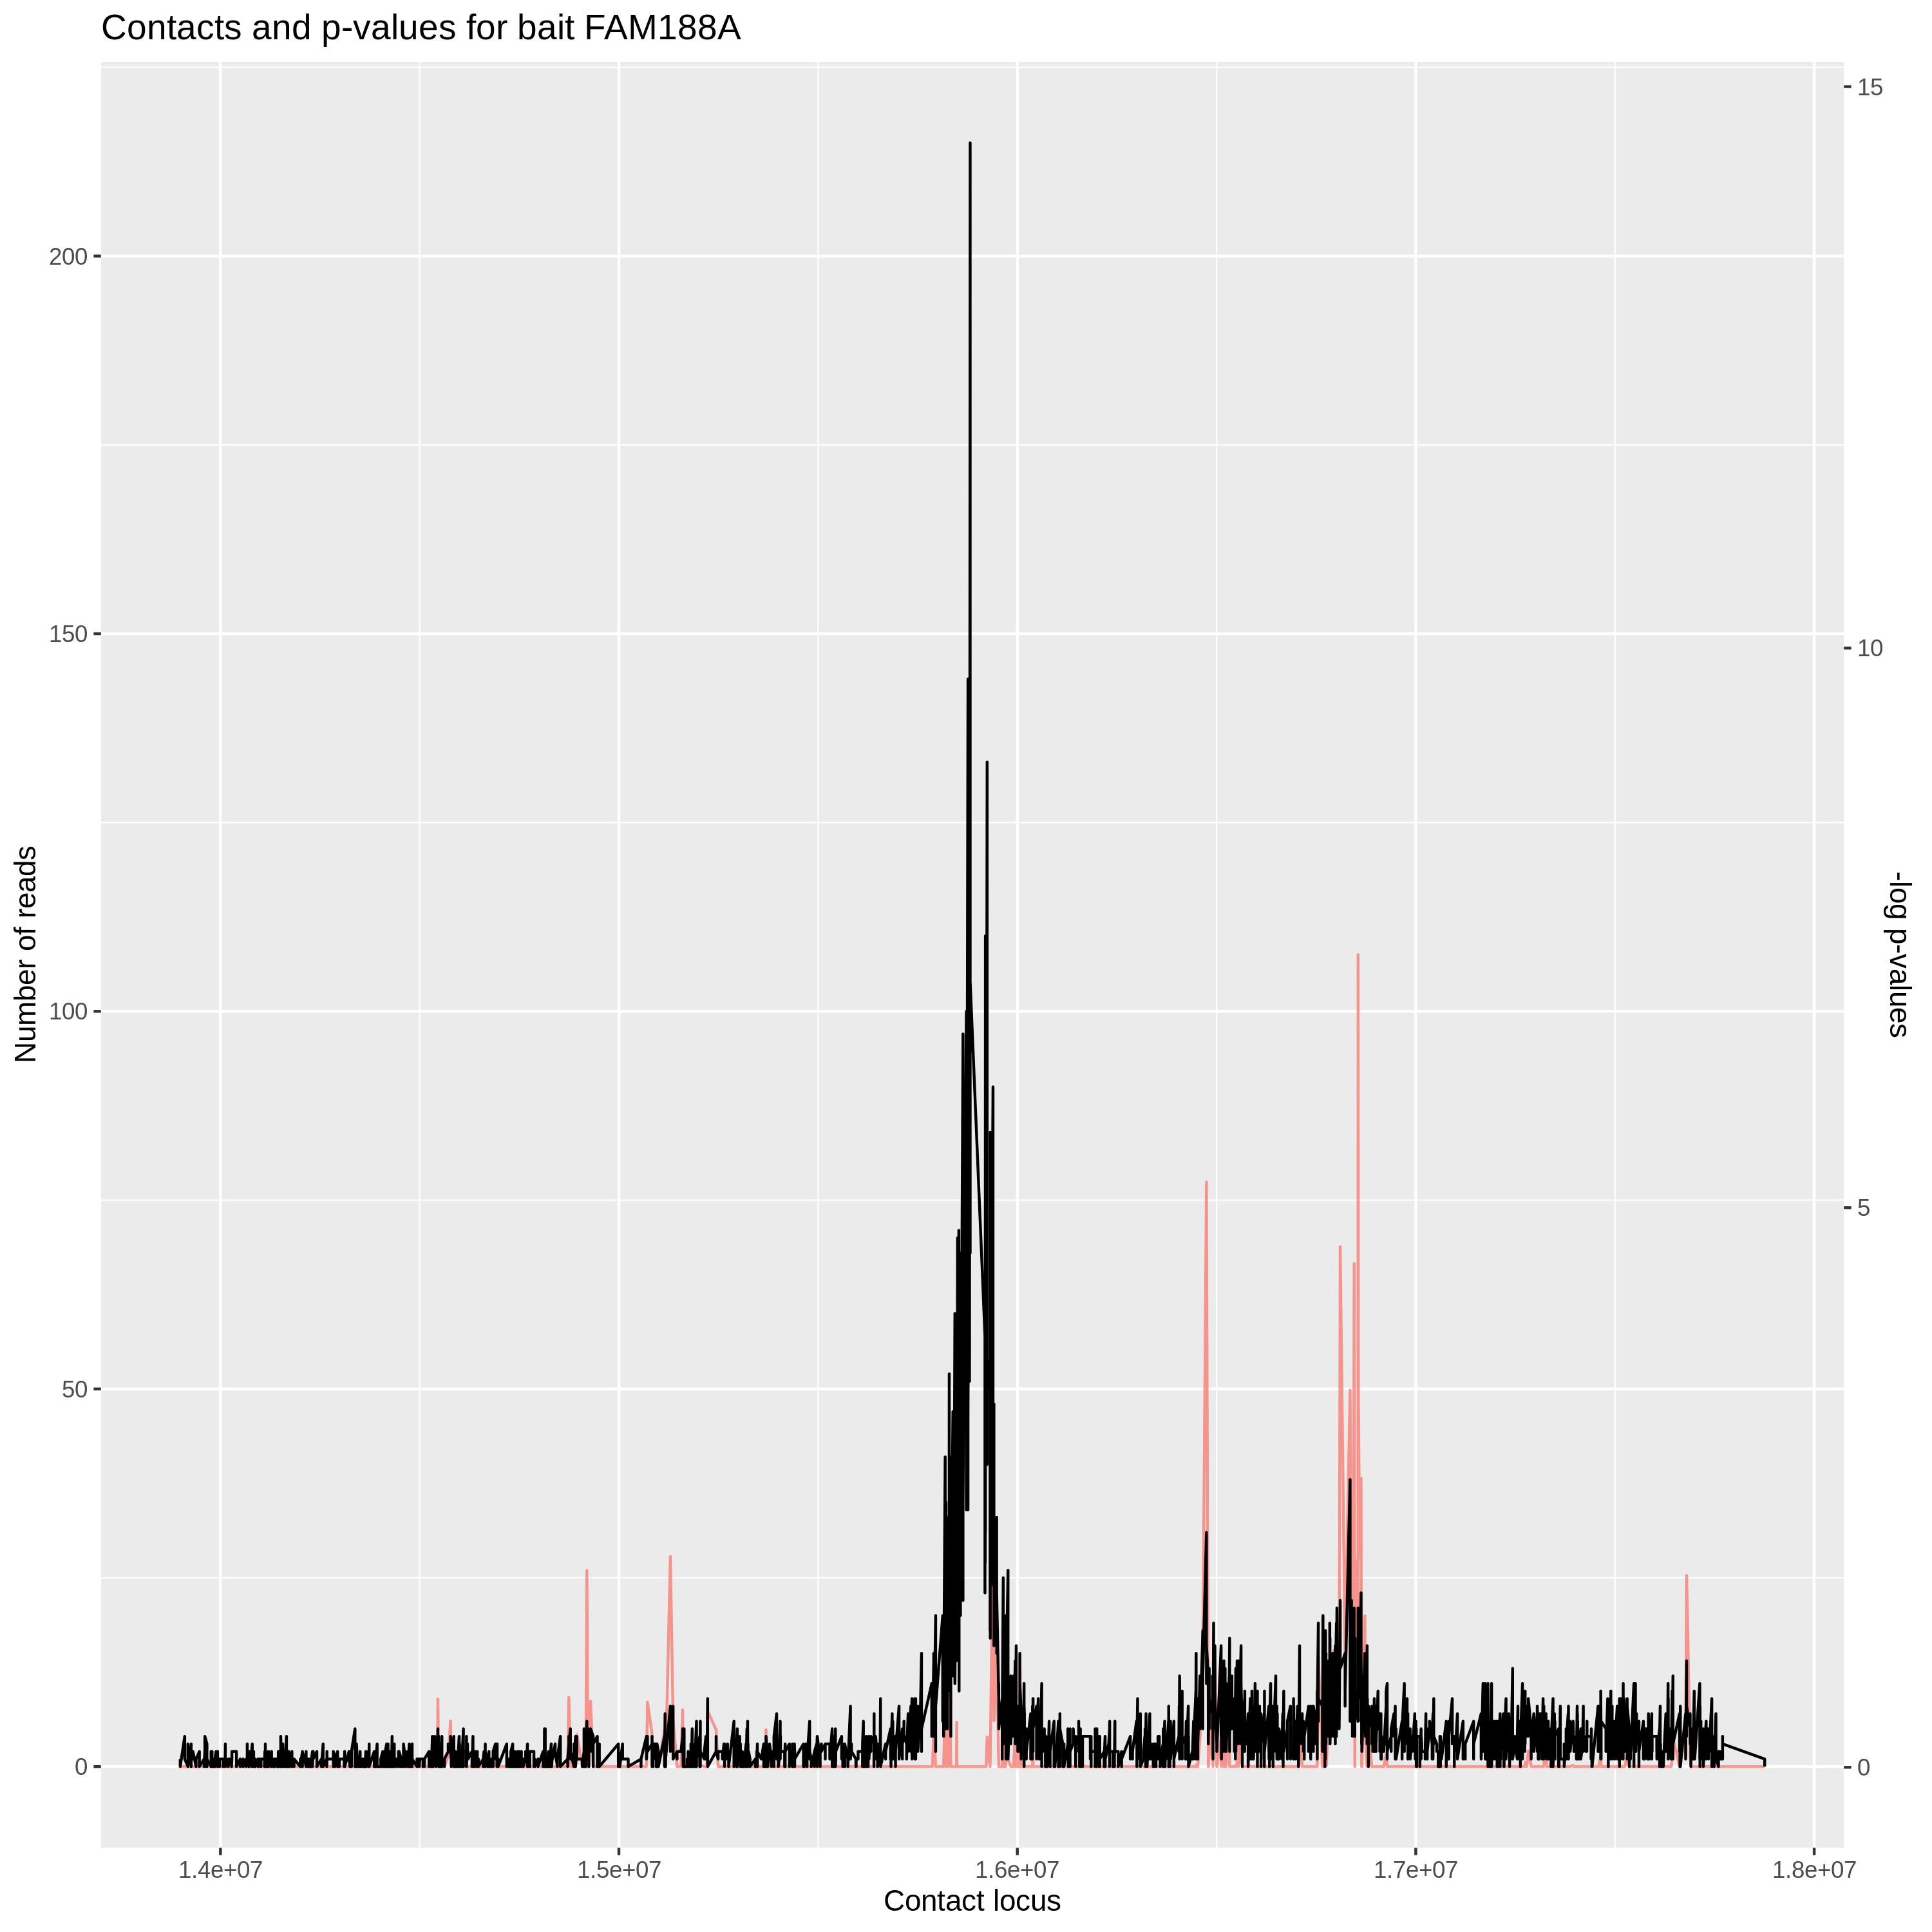 Contacts and p-values for bait FAM188A
15
200
150
10
Number of reads
-log p-values
100
5
50
0
0
1.4e+07
1.5e+07
1.6e+07
1.7e+07
1.8e+07
Contact locus